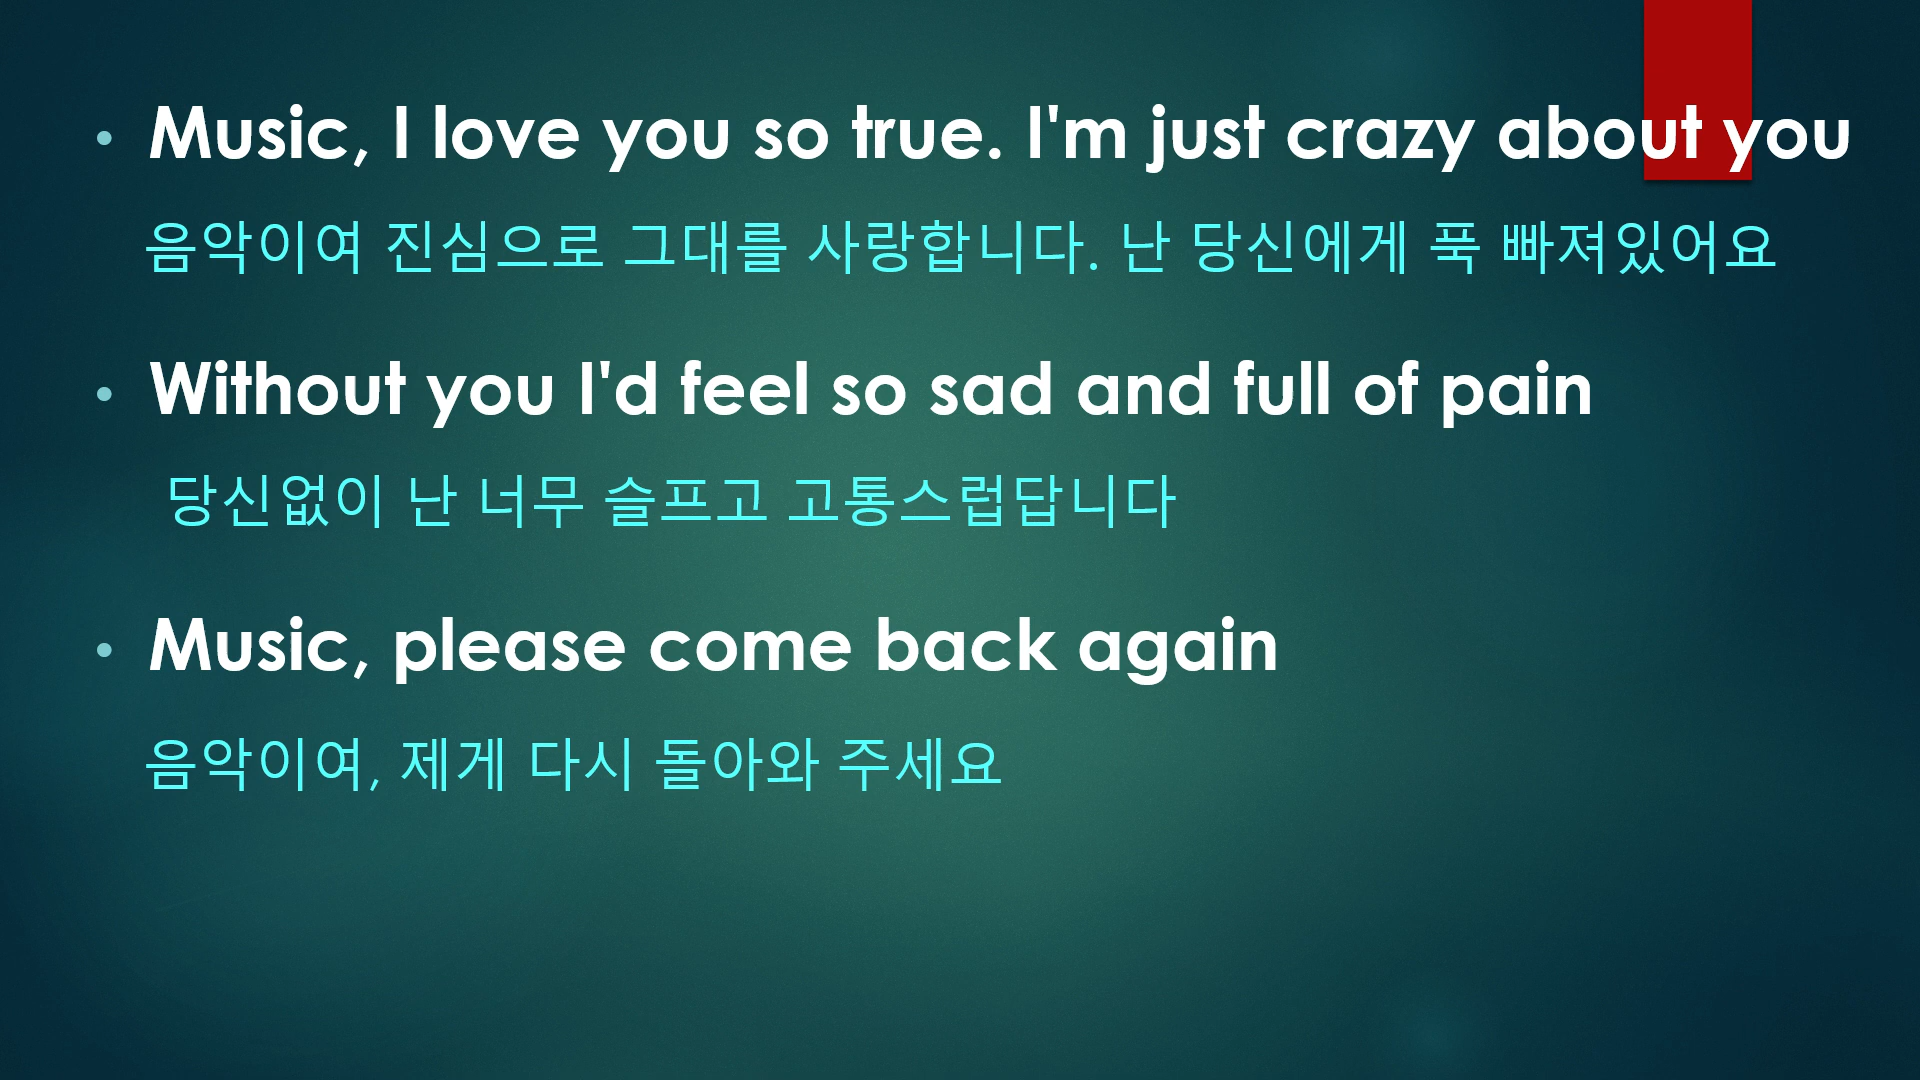 • Music, I love you so true. I'm just crazy about you
음악이여 진심으로 그대를 사랑합니다. 난 당신에게 푹 빠져있어요
• Without you I'd feel so sad and full of pain
당신없이 난 너무 슬프고 고통스럽답니다
• Music, please come back again
음악이여, 제게 다시 돌아와 주세요